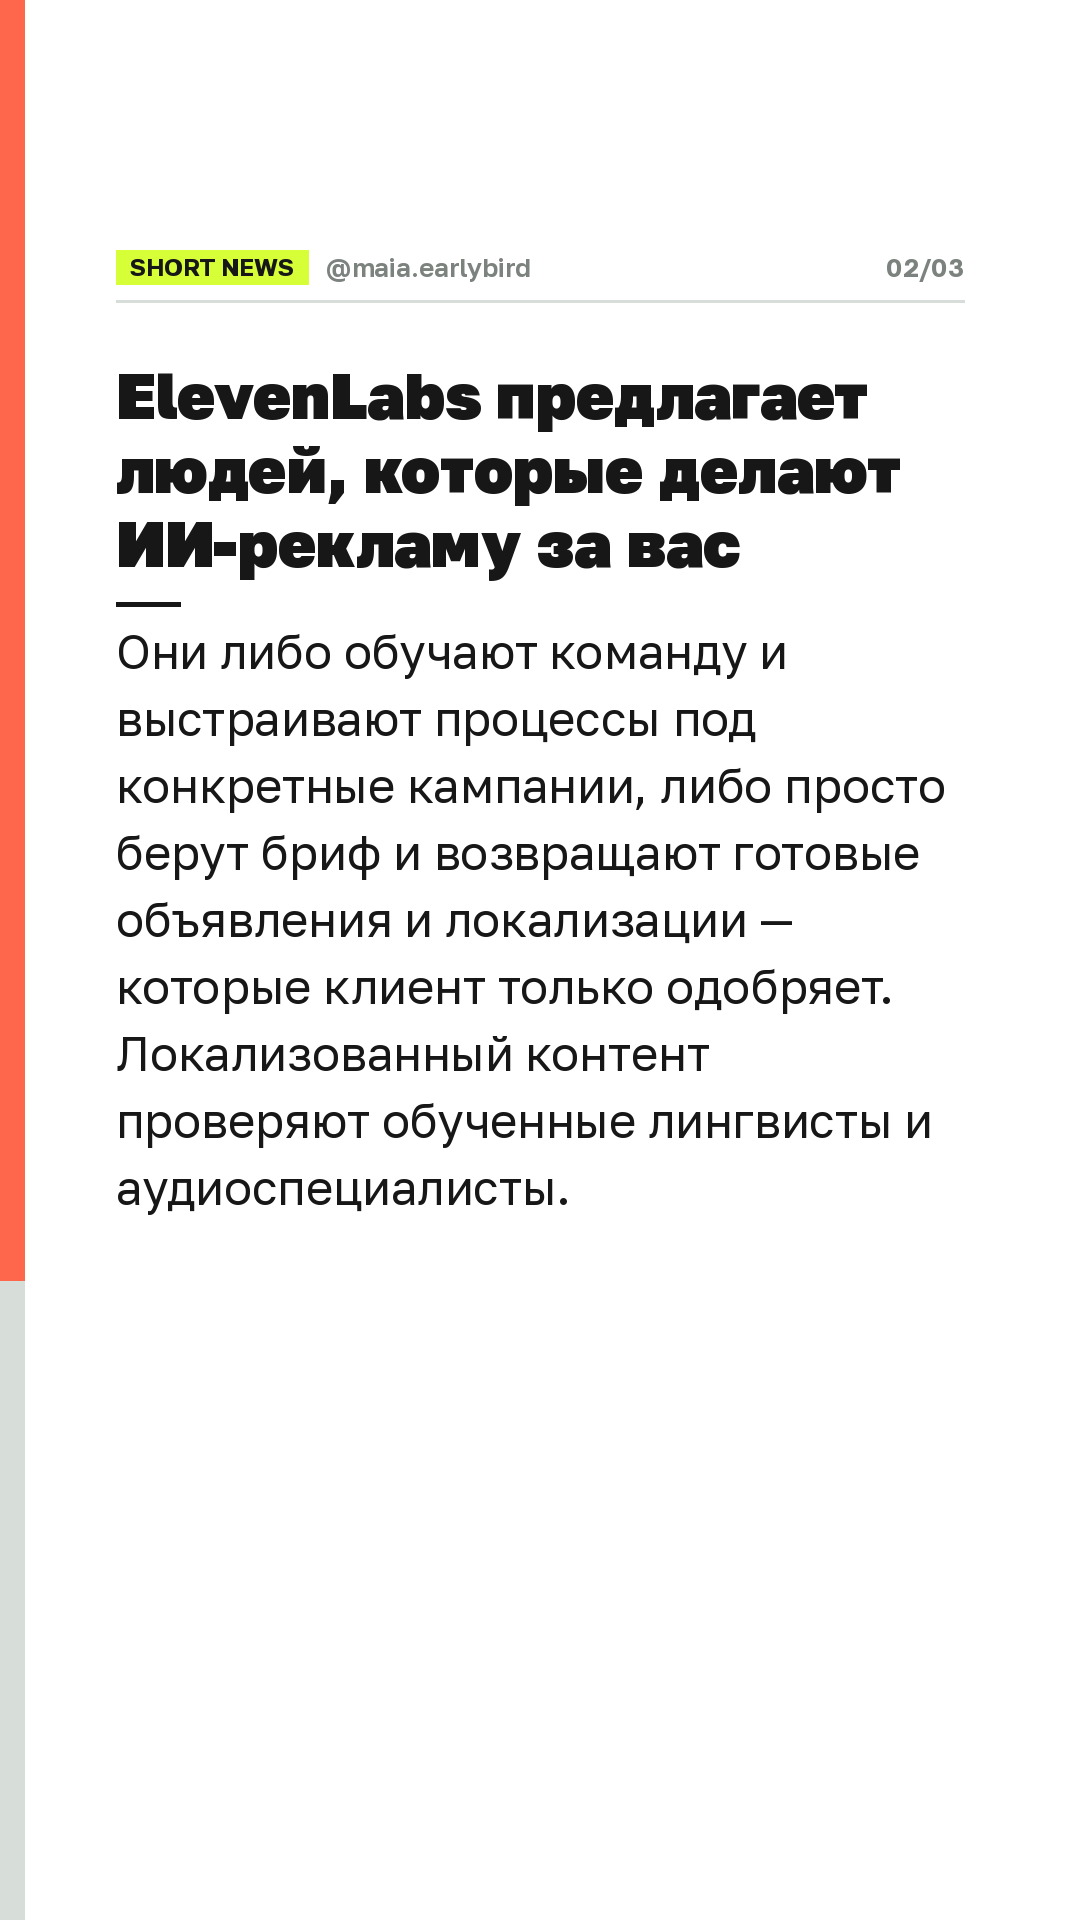 SHORT NEWS @maia.earlybird 02/03
ElevenLabs предлагает
людей, которые делают
ИИ-рекламу за вас
Они либо обучают команду и
выстраивают процессы под
конкретные кампании, либо просто
берут бриф и возвращают готовые
объявления и локализации —
которые клиент только одобряет.
Локализованный контент
проверяют обученные лингвисты и
аудиоспециалисты.